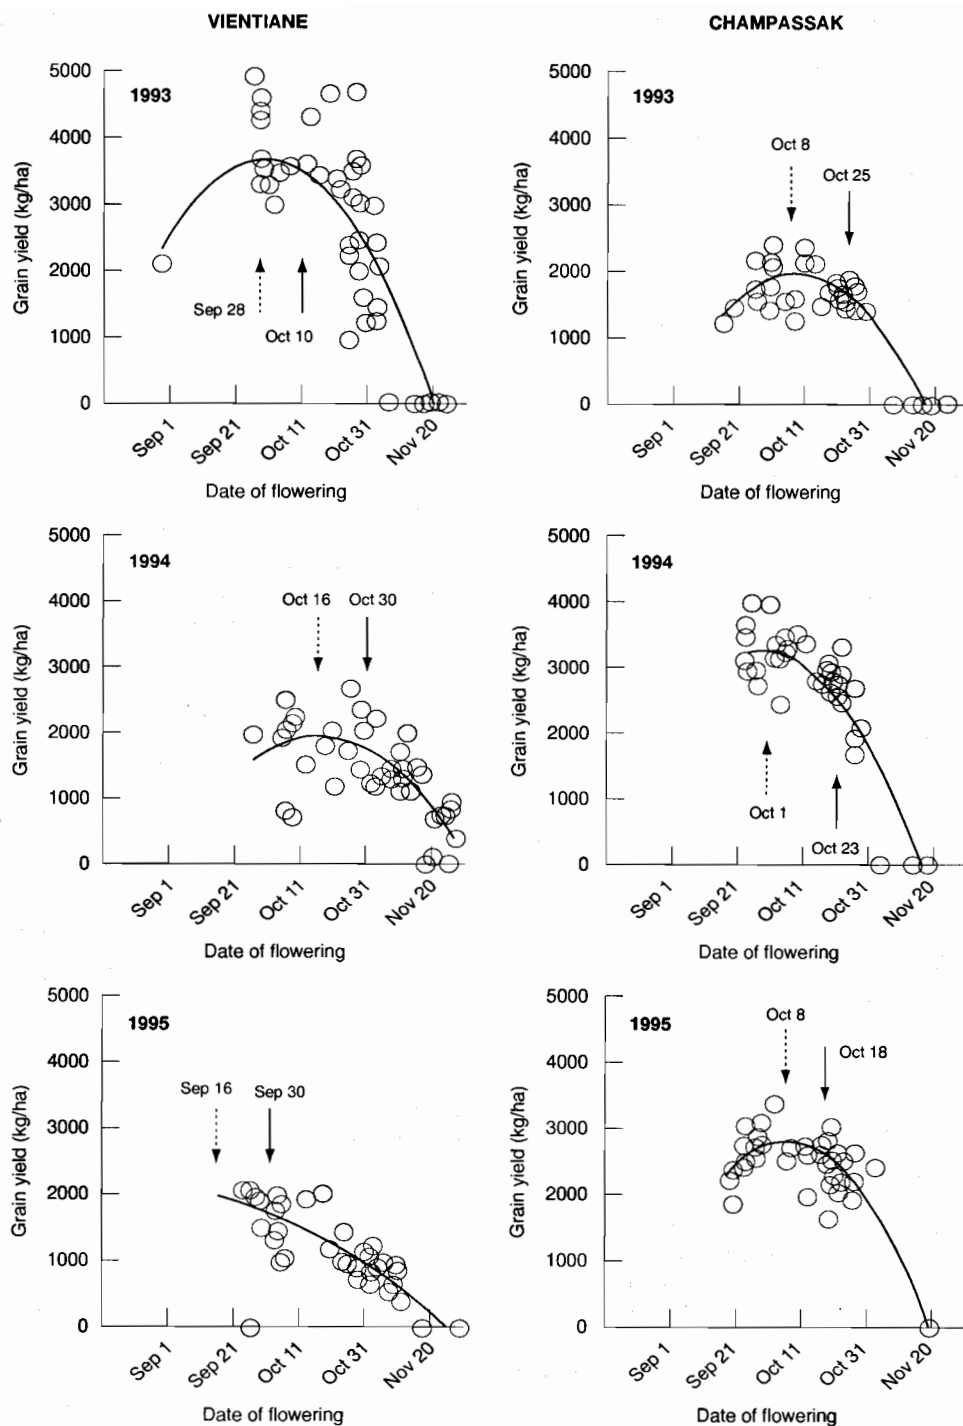 VIENTIANE
CHAMPASSAK
1993
5000
4000
3000
2000
1000
0
Grain yield (kg/ha)
Sep 28
Oct 10
Sep 1
Sep 21
Oct 11
Oct 31
Nov 20
Date of flowering
1993
5000
4000
3000
2000
1000
0
Grain yield (kg/ha)
Oct 8
Oct 25
Sep 1
Sep 21
Oct 11
Oct 31
Nov 20
Date of flowering
1994
5000
4000
3000
2000
1000
0
Grain yield (kg/ha)
Oct 16
Oct 30
Sep 1
Sep 21
Oct 11
Oct 31
Nov 20
Date of flowering
1994
5000
4000
3000
2000
1000
0
Grain yield (kg/ha)
Oct 1
Oct 23
Sep 1
Sep 21
Oct 11
Oct 31
Nov 20
Date of flowering
1995
5000
4000
3000
2000
1000
0
Grain yield (kg/ha)
Sep 16
Sep 30
Sep 1
Sep 21
Oct 11
Oct 31
Nov 20
Date of flowering
1995
5000
4000
3000
2000
1000
0
Grain yield (kg/ha)
Oct 8
Oct 18
Sep 1
Sep 21
Oct 11
Oct 31
Nov 20
Date of flowering